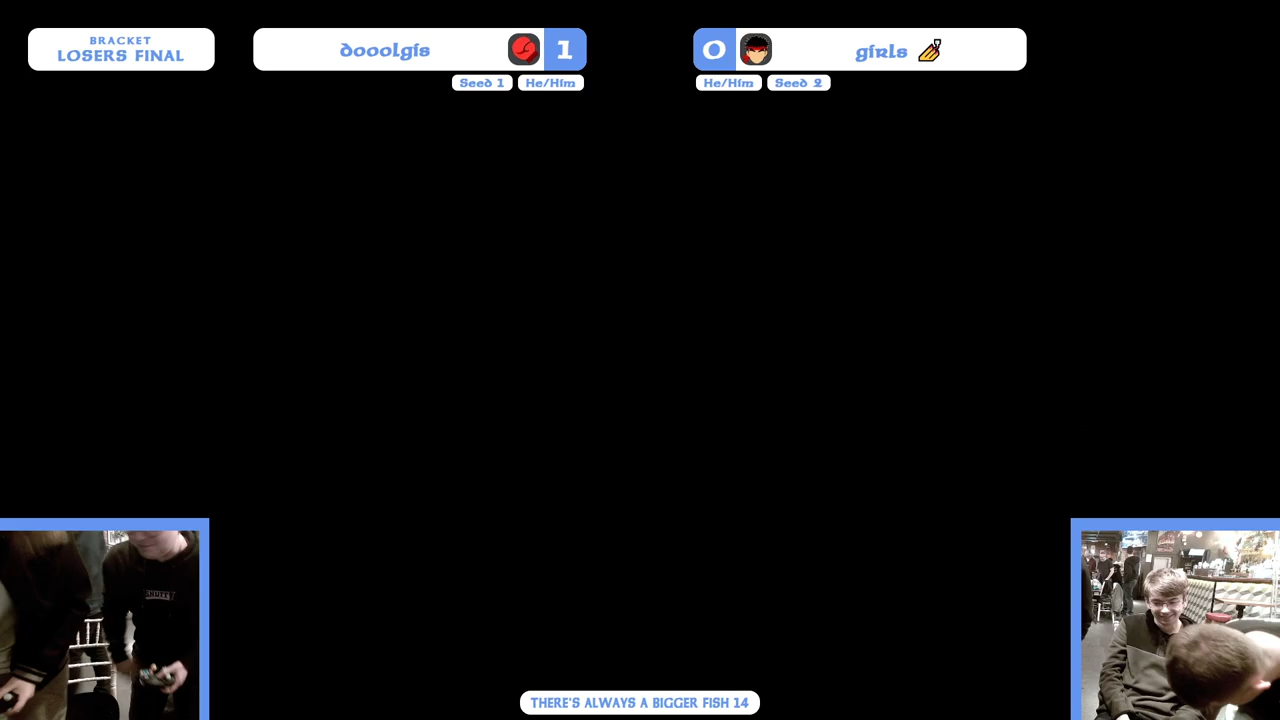 BRACKET
LOSERS FINAL
dooolgis
1
Seed 1
He/Him
0
girls 💅
He/Him
Seed 2
THERE'S ALWAYS A BIGGER FISH 14